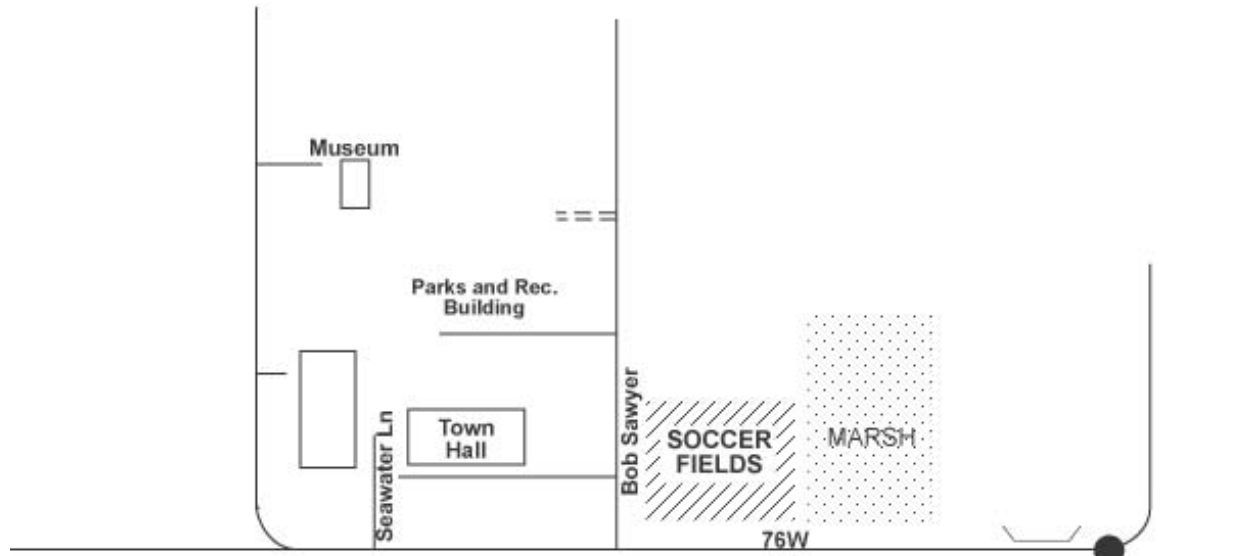 Museum
Parks and Rec.
Building
Seawater Ln
Town
Hall
Bob Sawyer
SOCCER
FIELDS
MARSH
76W